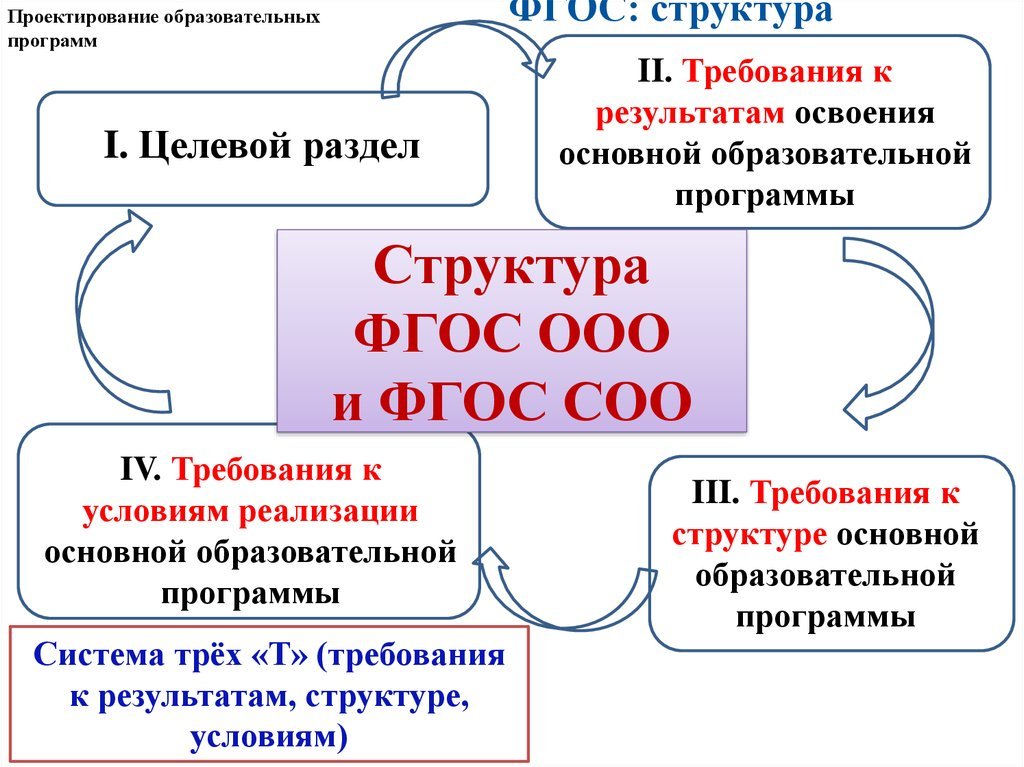 Проектирование образовательных
программ
ФГОС: структура
I. Целевой раздел
II. Требования к
результатам освоения
основной образовательной
программы
Структура
ФГОС ООО
и ФГОС СОО
IV. Требования к
условиям реализации
основной образовательной
программы
III. Требования к
структуре основной
образовательной
программы
Система трёх «Т» (требования
к результатам, структуре,
условиям)